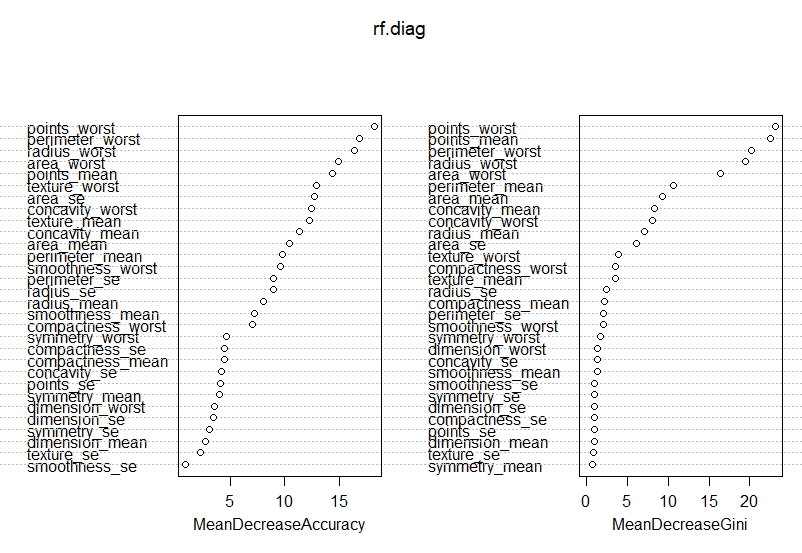 rf.diag
points_worst
perimeter_worst
radius_worst
area_worst
points_mean
texture_worst
area_se
concavity_worst
texture_mean
concavity_mean
area_mean
perimeter_mean
smoothness_worst
perimeter_se
radius_se
radius_mean
smoothness_mean
compactness_worst
symmetry_worst
compactness_se
compactness_mean
concavity_se
points_se
symmetry_mean
dimension_worst
dimension_se
symmetry_se
dimension_mean
texture_se
smoothness_se
5 10 15
MeanDecreaseAccuracy
points_worst
points_mean
perimeter_worst
radius_worst
area_worst
perimeter_mean
area_mean
concavity_mean
concavity_worst
radius_mean
area_se
texture_worst
compactness_worst
texture_mean
radius_se
compactness_mean
perimeter_se
smoothness_worst
symmetry_worst
dimension_worst
concavity_se
smoothness_mean
smoothness_se
symmetry_se
dimension_se
compactness_se
points_se
dimension_mean
texture_se
symmetry_mean
0 5 10 15 20
MeanDecreaseGini